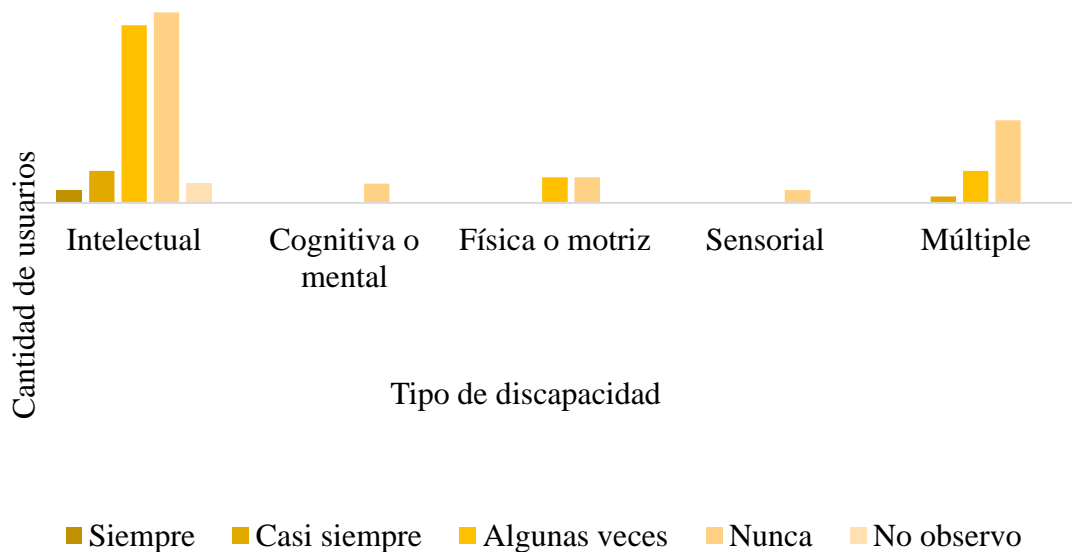 Cantidad de usuarios
Intelectual
Cognitiva o
mental
Física o motriz
Sensorial
Múltiple
Tipo de discapacidad
Siempre
Casi siempre
Algunas veces
Nunca
No observo